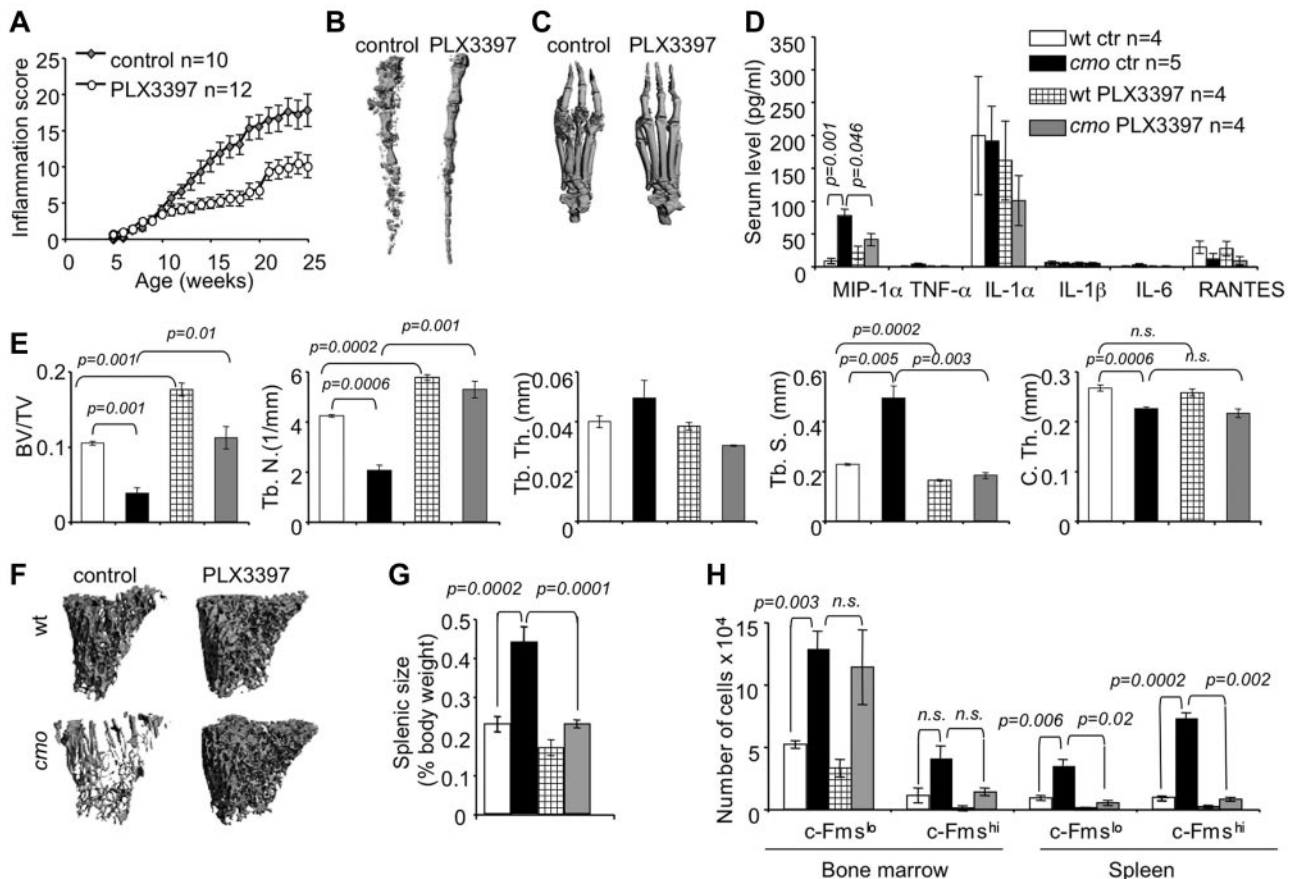 A
control n=10
PLX3397 n=12
Inflammation score
25
20
15
10
5
0
0 5 10 15 20 25
Age (weeks)
B
control PLX3397
C
control PLX3397
D
wt ctr n=4
cmo ctr n=5
wt PLX3397 n=4
cmo PLX3397 n=4
Serum level (pg/ml)
350
300
250
200
150
100
50
0
p=0.001
p=0.046
MIP-1α TNF-α IL-1α IL-1β IL-6 RANTES
E
BV/TV
0.2
0.1
0
p=0.01
p=0.001
p=0.001
Tb. N.(1/mm)
6
4
2
0
p=0.001
p=0.0002
p=0.0006
Tb. Th. (mm)
0.06
0.04
0.02
0
Tb. S. (mm)
0.6
0.4
0.2
0
p=0.0002
p=0.005
p=0.003
C. Th. (mm)
0.3
0.2
0.1
0
n.s.
p=0.0006
n.s.
F
control PLX3397
wt
cmo
G
Splenic size
(% body weight)
0.5
0.4
0.3
0.2
0.1
0
p=0.0002 p=0.0001
H
Number of cells x 10⁴
15
10
5
0
p=0.003 n.s.
n.s. n.s.
p=0.006 p=0.02
p=0.0002 p=0.002
c-Fms^lo c-Fms^hi c-Fms^lo c-Fms^hi
Bone marrow Spleen